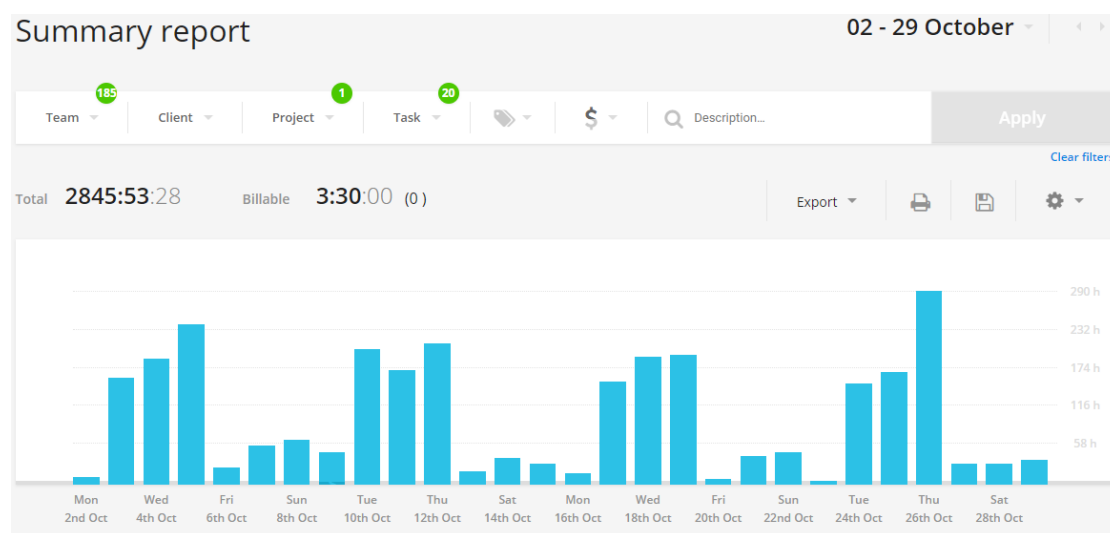 Summary report
02 - 29 October
185
1
20
Team
Client
Project
Task
$
Description...
Apply
Clear filters
Total 2845:53:28 Billable 3:30:00 (0 )
Export
290 h
232 h
174 h
116 h
58 h
Mon Wed Fri Sun Tue Thu Sat Mon Wed Fri Sun Tue Thu Sat
2nd Oct 4th Oct 6th Oct 8th Oct 10th Oct 12th Oct 14th Oct 16th Oct 18th Oct 20th Oct 22nd Oct 24th Oct 26th Oct 28th Oct